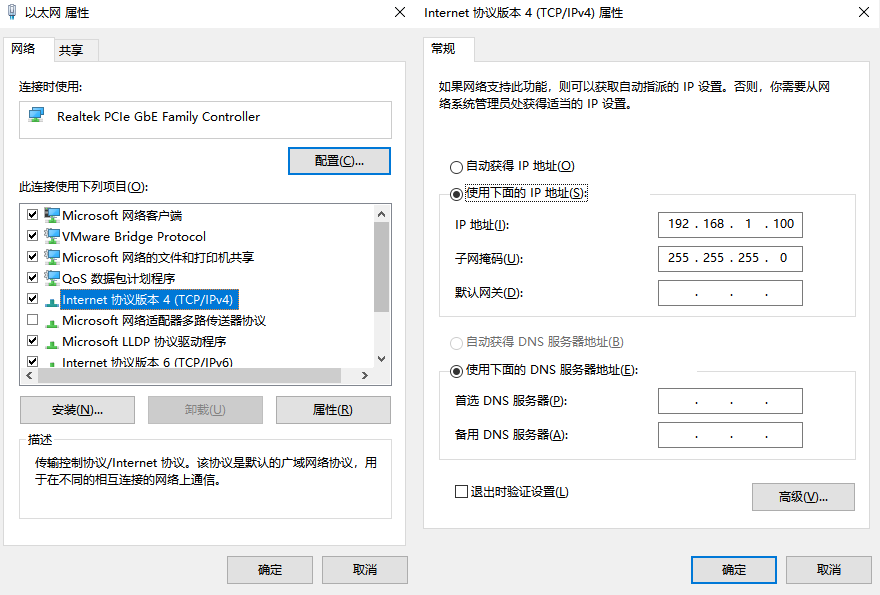 以太网 属性
网络
共享
连接时使用:
Realtek PCIe GbE Family Controller
配置(C)...
此连接使用下列项目(O):
Microsoft 网络客户端
VMware Bridge Protocol
Microsoft 网络的文件和打印机共享
QoS 数据包计划程序
Internet 协议版本 4 (TCP/IPv4)
Microsoft 网络适配器多路传送器协议
Microsoft LLDP 协议驱动程序
Internet 协议版本 6 (TCP/IPv6)
安装(N)...
卸载(U)
属性(R)
描述
传输控制协议/Internet 协议。该协议是默认的广域网络协议，用
于在不同的相互连接的网络上通信。
确定
取消
Internet 协议版本 4 (TCP/IPv4) 属性
常规
如果网络支持此功能，则可以获取自动指派的 IP 设置。否则，你需要从网
络系统管理员处获得适当的 IP 设置。
自动获得 IP 地址(O)
使用下面的 IP 地址(S):
IP 地址(I):
192 . 168 . 1 . 100
子网掩码(U):
255 . 255 . 255 . 0
默认网关(D):
. . .
自动获得 DNS 服务器地址(B)
使用下面的 DNS 服务器地址(E):
首选 DNS 服务器(P):
. . .
备用 DNS 服务器(A):
. . .
退出时验证设置(L)
高级(V)...
确定
取消